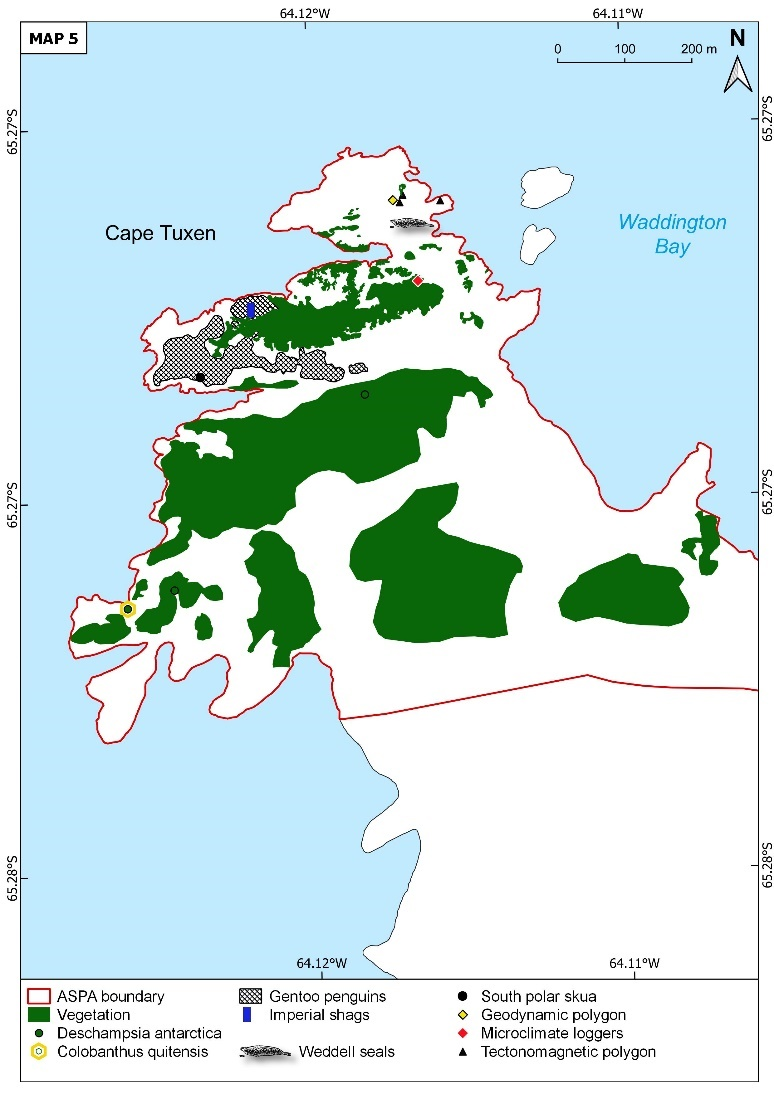 64.12°W
64.11°W
MAP 5
N
0
100
200 m
65.27°S
65.27°S
Cape Tuxen
Waddington
Bay
65.27°S
65.27°S
65.28°S
65.28°S
64.12°W
64.11°W
ASPA boundary
Gentoo penguins
South polar skua
Vegetation
Imperial shags
Geodynamic polygon
Deschampsia antarctica
Microclimate loggers
Colobanthus quitensis
Weddell seals
Tectonomagnetic polygon